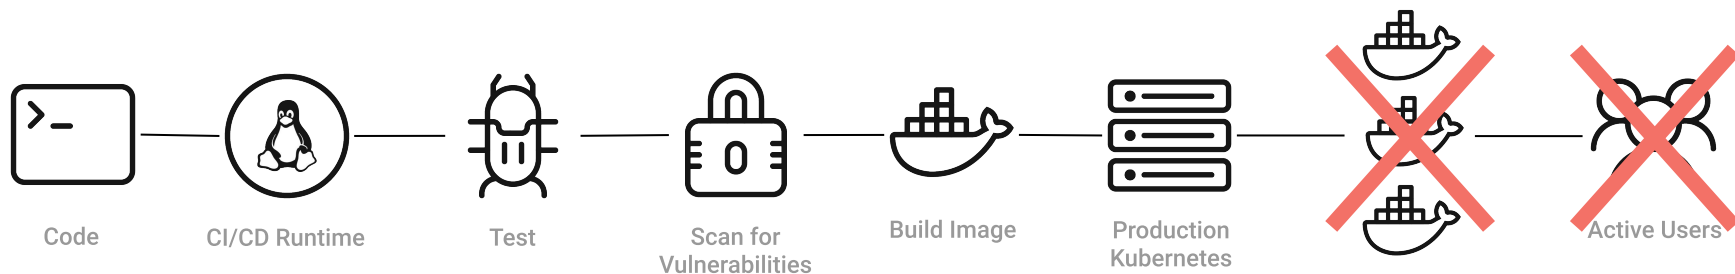 Code
CI/CD Runtime
Test
Scan for
Vulnerabilities
Build Image
Production
Kubernetes
Active Users